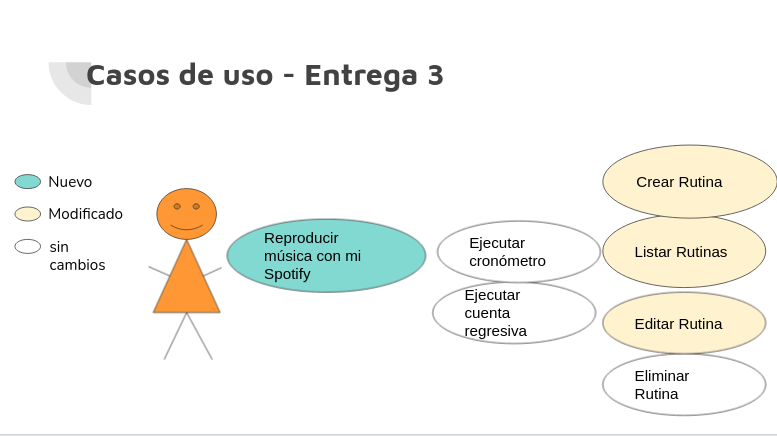 Casos de uso - Entrega 3
Nuevo
Modificado
sin
cambios
Reproducir
música con mi
Spotify
Ejecutar
cronómetro
Ejecutar
cuenta
regresiva
Crear Rutina
Listar Rutinas
Editar Rutina
Eliminar
Rutina